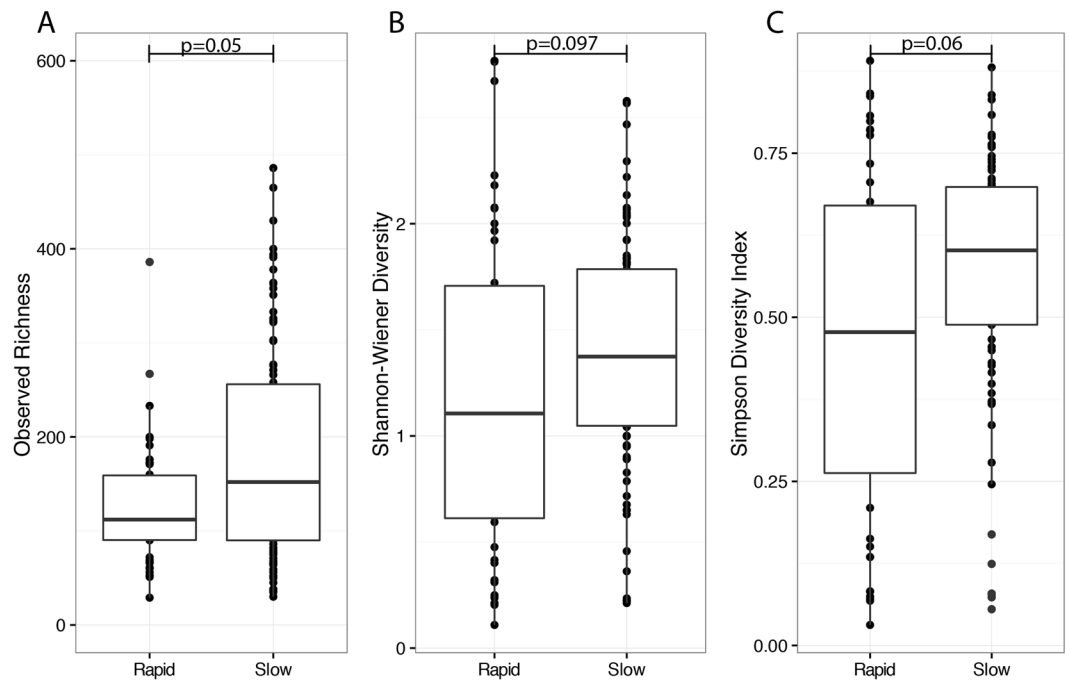 A
p=0.05
600
400
200
0
Observed Richness
Rapid
Slow
B
p=0.097
2
1
0
Shannon-Wiener Diversity
Rapid
Slow
C
p=0.06
0.75
0.50
0.25
0.00
Simpson Diversity Index
Rapid
Slow